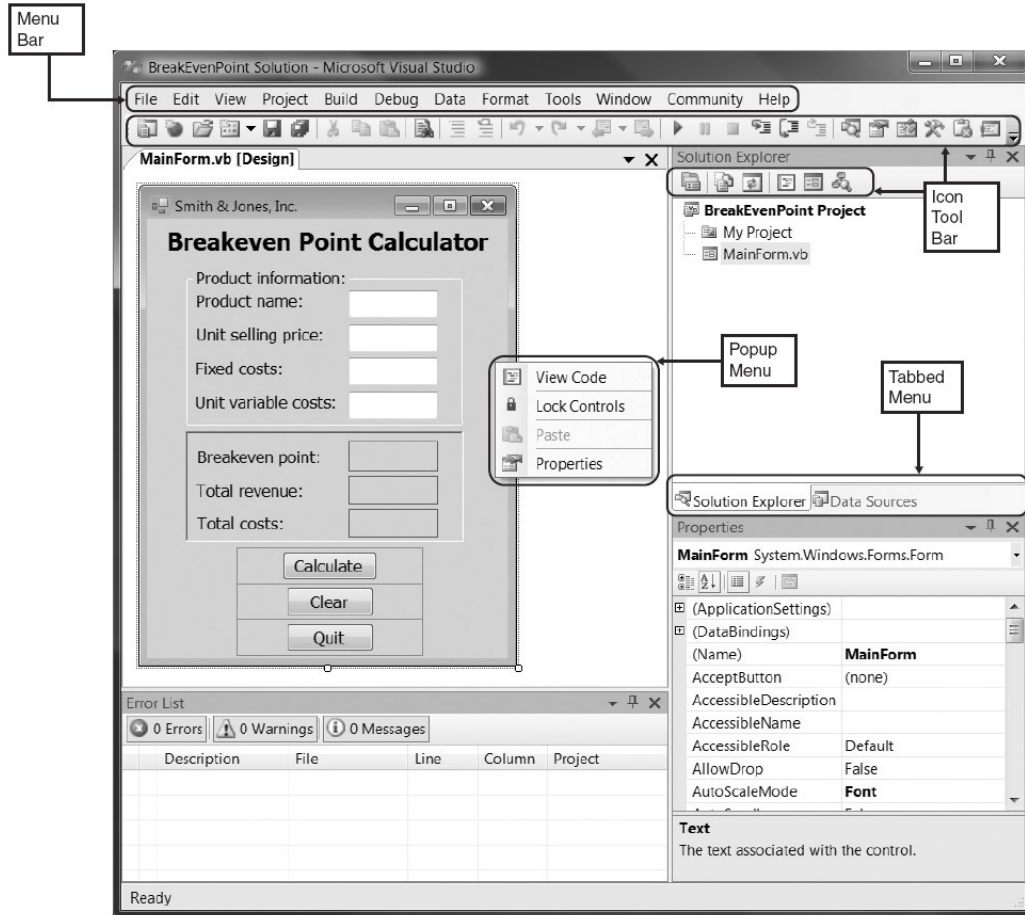 Menu
Bar
BreakEvenPoint Solution - Microsoft Visual Studio
File Edit View Project Build Debug Data Format Tools Window Community Help
MainForm.vb [Design]
Smith & Jones, Inc.
Breakeven Point Calculator
Product information:
Product name:
Unit selling price:
Fixed costs:
Unit variable costs:
Breakeven point:
Total revenue:
Total costs:
Calculate
Clear
Quit
View Code
Lock Controls
Paste
Properties
Popup
Menu
Solution Explorer
BreakEvenPoint Project
My Project
MainForm.vb
Icon
Tool
Bar
Tabbed
Menu
Solution Explorer Data Sources
Properties
MainForm System.Windows.Forms.Form
(ApplicationSettings)
(DataBindings)
(Name) MainForm
AcceptButton (none)
AccessibleDescription
AccessibleName
AccessibleRole Default
AllowDrop False
AutoScaleMode Font
Text
The text associated with the control.
Error List
0 Errors 0 Warnings 0 Messages
Description File Line Column Project
Ready